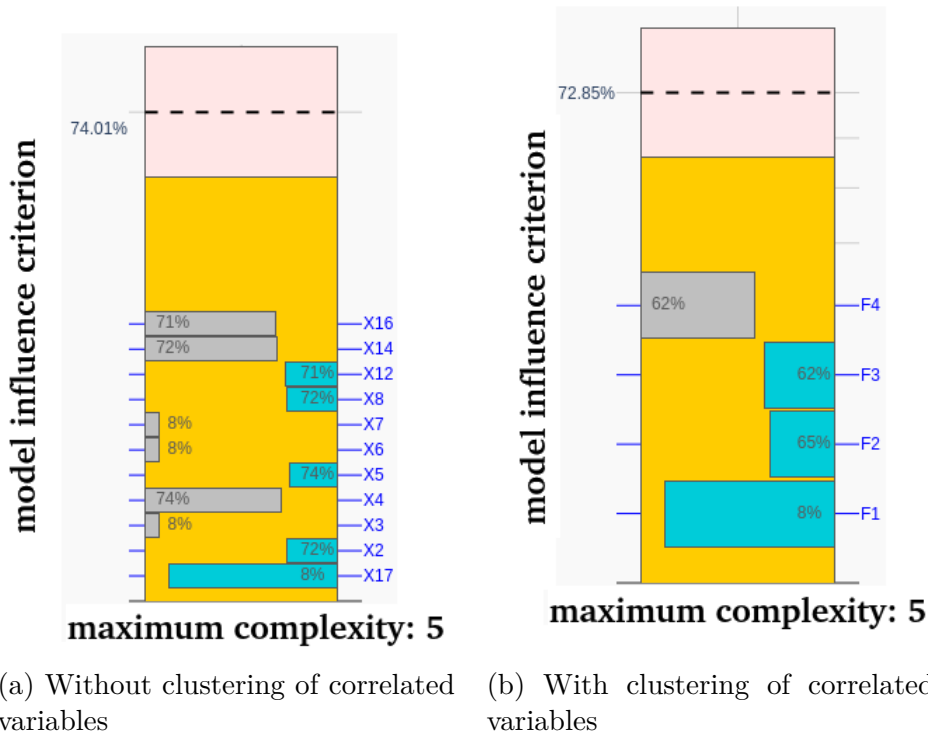 model influence criterion
74.01%
71% X16
72% X14
71% X12
72% X8
8% X7
8% X6
74% X5
74% X4
8% X3
72% X2
8% X17
maximum complexity: 5
(a) Without clustering of correlated
variables
model influence criterion
72.85%
62% F4
62% F3
65% F2
8% F1
maximum complexity: 5
(b) With clustering of correlated
variables